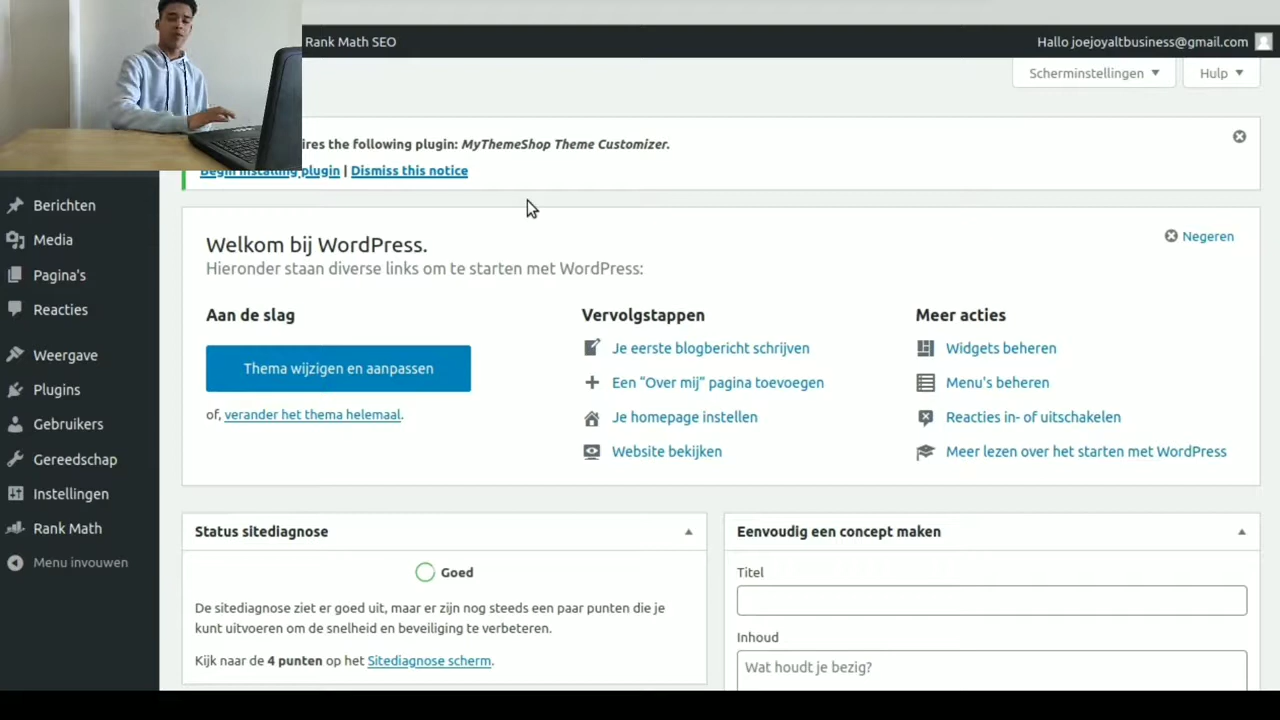 Rank Math SEO
Hallo joejoyaltbusiness@gmail.com
Scherminstellingen
Hulp
the following plugin: MyThemeShop Theme Customizer.
Begin installing plugin | Dismiss this notice
Berichten
Media
Pagina's
Reacties
Weergave
Plugins
Gebruikers
Gereedschap
Instellingen
Rank Math
Menu invouwen
Welkom bij WordPress.
Negeren
Hieronder staan diverse links om te starten met WordPress:
Aan de slag
Thema wijzigen en aanpassen
of, verander het thema helemaal.
Vervolgstappen
Je eerste blogbericht schrijven
Een “Over mij” pagina toevoegen
Je homepage instellen
Website bekijken
Meer acties
Widgets beheren
Menu's beheren
Reacties in- of uitschakelen
Meer lezen over het starten met WordPress
Status sitediagnose
Goed
De sitediagnose ziet er goed uit, maar er zijn nog steeds een paar punten die je
kunt uitvoeren om de snelheid en beveiliging te verbeteren.
Kijk naar de 4 punten op het Sitediagnose scherm.
Eenvoudig een concept maken
Titel
Inhoud
Wat houdt je bezig?